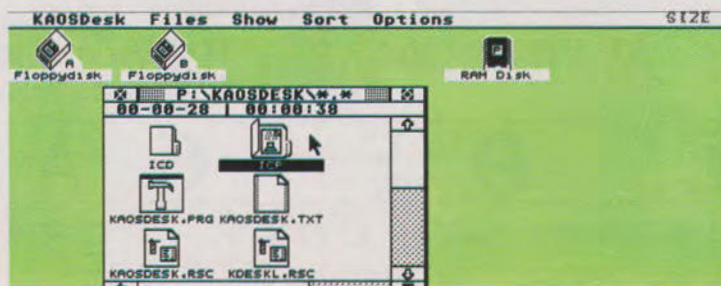 KAOSDesk Files Show Sort Options SIZE
A B P
Floppydisk Floppydisk RAM Disk
P:\KAOSDESK\*.*
00-00-28 | 00:00:38
ICD ICP
KAOSDESK.PRG KAOSDESK.TXT
KAOSDESK.RSC KDESKL.RSC